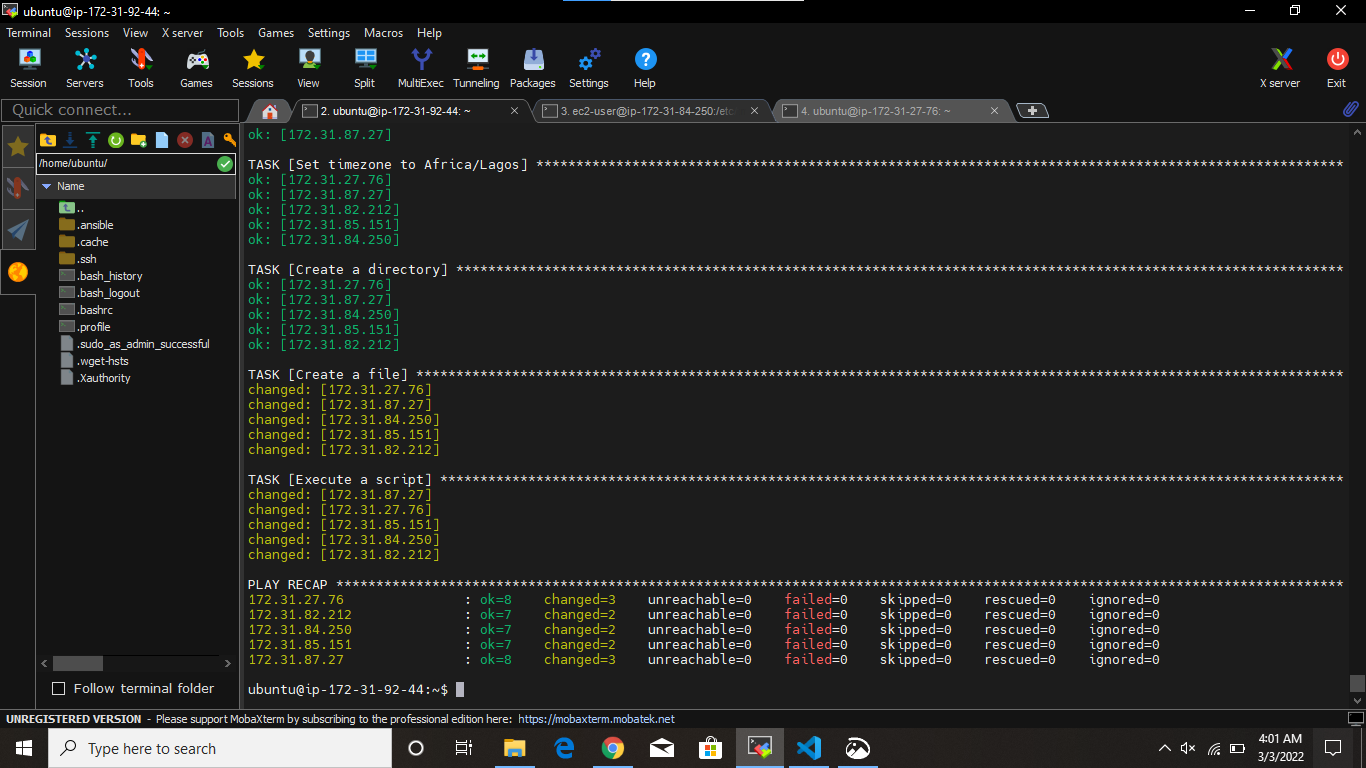 ubuntu@ip-172-31-92-44: ~
Terminal Sessions View X server Tools Games Settings Macros Help
Session Servers Tools Games Sessions View Split MultiExec Tunneling Packages Settings Help X server Exit
Quick connect...
2. ubuntu@ip-172-31-92-44: ~
3. ec2-user@ip-172-31-84-250:/etc
4. ubuntu@ip-172-31-27-76: ~
/home/ubuntu/
Name
..
.ansible
.cache
.ssh
.bash_history
.bash_logout
.bashrc
.profile
.sudo_as_admin_successful
.wget-hsts
.Xauthority
Follow terminal folder
ok: [172.31.87.27]
TASK [Set timezone to Africa/Lagos] *****************************************************************************************************
ok: [172.31.27.76]
ok: [172.31.87.27]
ok: [172.31.82.212]
ok: [172.31.85.151]
ok: [172.31.84.250]
TASK [Create a directory] ***************************************************************************************************************
ok: [172.31.27.76]
ok: [172.31.87.27]
ok: [172.31.84.250]
ok: [172.31.85.151]
ok: [172.31.82.212]
TASK [Create a file] ********************************************************************************************************************
changed: [172.31.27.76]
changed: [172.31.87.27]
changed: [172.31.84.250]
changed: [172.31.85.151]
changed: [172.31.82.212]
TASK [Execute a script] *****************************************************************************************************************
changed: [172.31.87.27]
changed: [172.31.27.76]
changed: [172.31.85.151]
changed: [172.31.84.250]
changed: [172.31.82.212]
PLAY RECAP ******************************************************************************************************************************
172.31.27.76 : ok=8 changed=3 unreachable=0 failed=0 skipped=0 rescued=0 ignored=0
172.31.82.212 : ok=7 changed=2 unreachable=0 failed=0 skipped=0 rescued=0 ignored=0
172.31.84.250 : ok=7 changed=2 unreachable=0 failed=0 skipped=0 rescued=0 ignored=0
172.31.85.151 : ok=7 changed=2 unreachable=0 failed=0 skipped=0 rescued=0 ignored=0
172.31.87.27 : ok=8 changed=3 unreachable=0 failed=0 skipped=0 rescued=0 ignored=0
ubuntu@ip-172-31-92-44:~$
UNREGISTERED VERSION - Please support MobaXterm by subscribing to the professional edition here: https://mobaxterm.mobatek.net
Type here to search
4:01 AM
3/3/2022